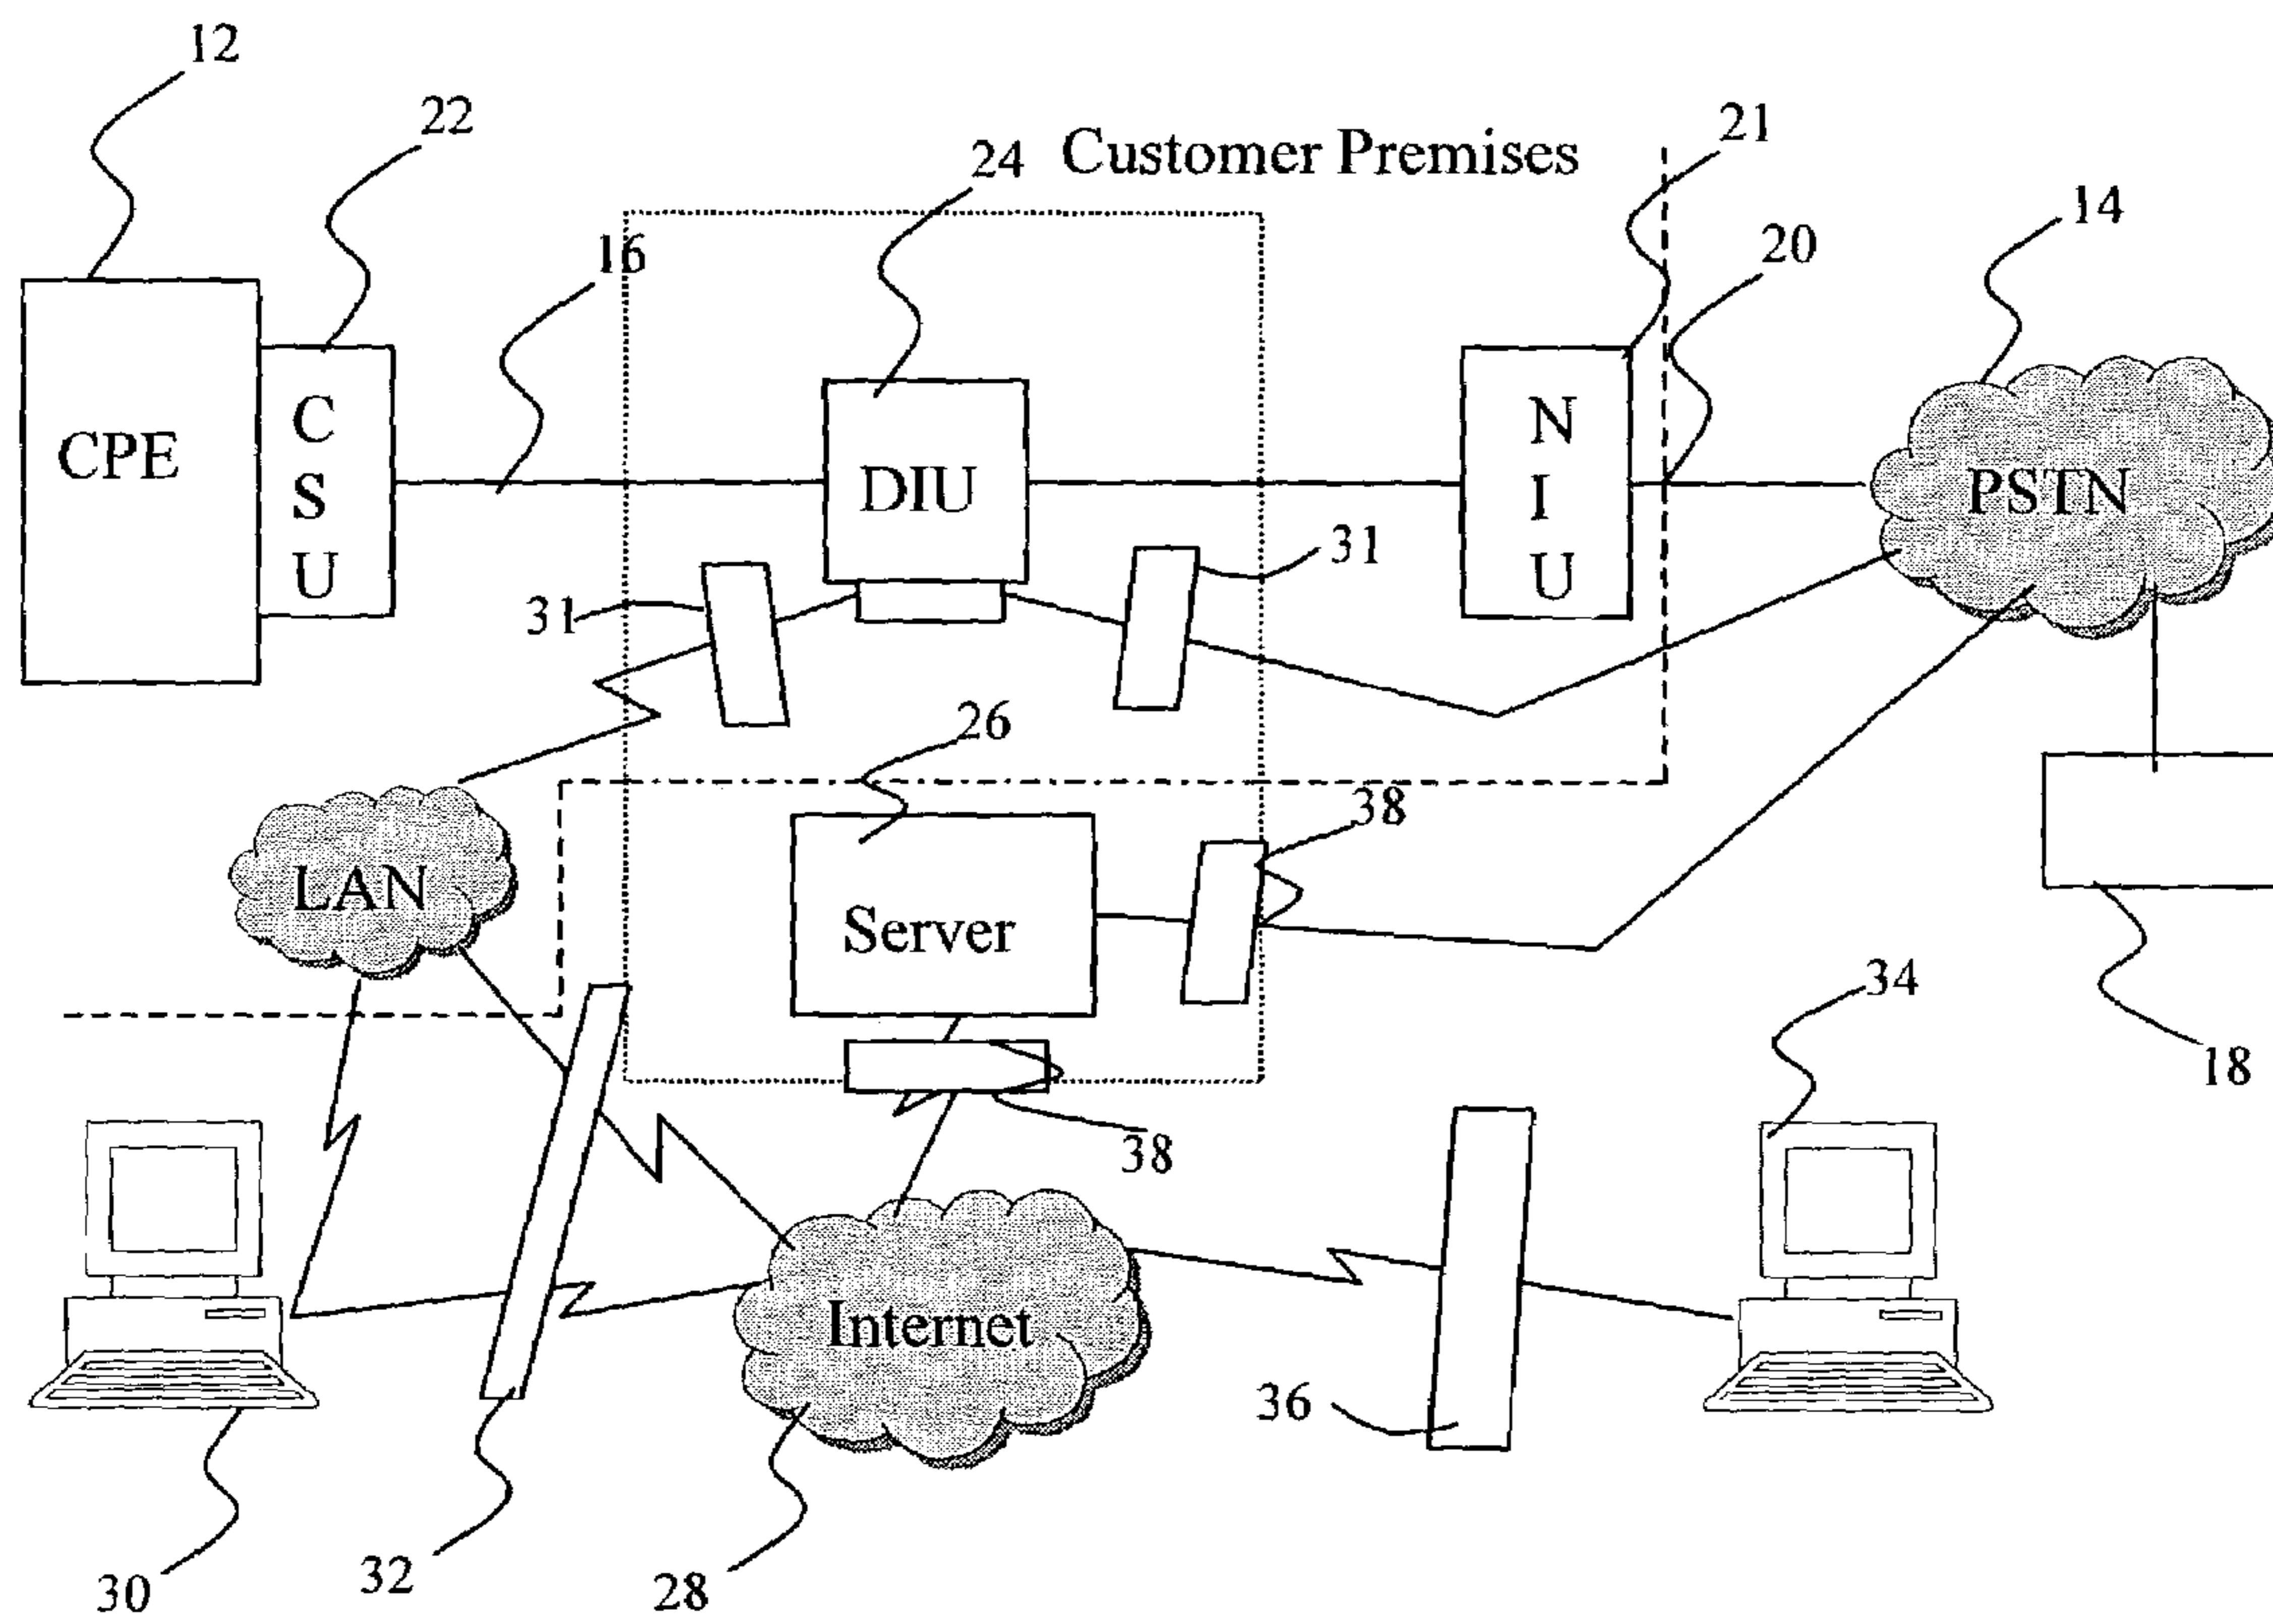 12
22
24
Customer Premises
21
14
16
20
CPE
C
S
U
DIU
N
I
U
PSTN
31
31
26
38
LAN
Server
34
18
38
Internet
36
30
32
28